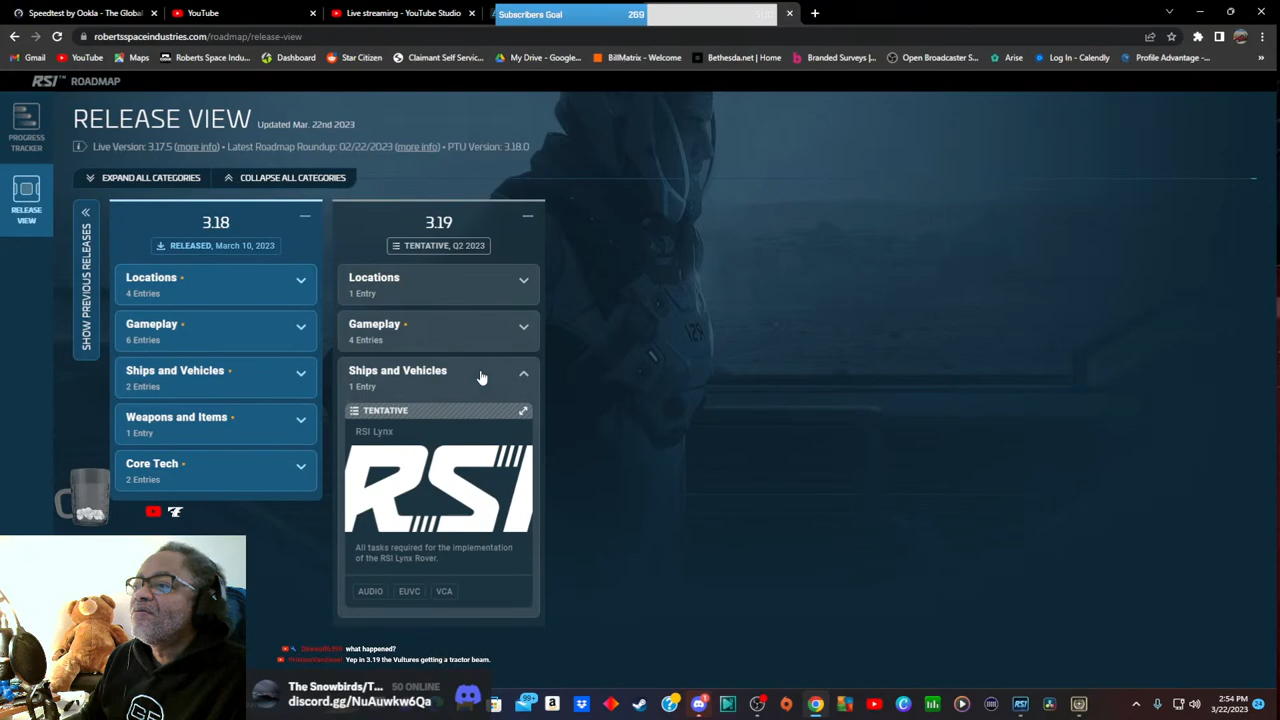 Speedtest by Ookla - The Global
YouTube
Live streaming - YouTube Studio
Subscribers Goal
269
robertsspaceindustries.com/roadmap/release-view
Gmail
YouTube
Maps
Roberts Space Indu...
Dashboard
Star Citizen
Claimant Self Servic...
My Drive - Google...
BillMatrix - Welcome
Bethesda.net | Home
Branded Surveys |...
Open Broadcaster S...
Arise
Log In - Calendly
Profile Advantage -...
RSI ROADMAP
PROGRESS
TRACKER
RELEASE
VIEW
RELEASE VIEW Updated Mar. 22nd 2023
Live Version: 3.17.5 (more info) • Latest Roadmap Roundup: 02/22/2023 (more info) • PTU Version: 3.18.0
EXPAND ALL CATEGORIES
COLLAPSE ALL CATEGORIES
SHOW PREVIOUS RELEASES
3.18
RELEASED, March 10, 2023
Locations
4 Entries
Gameplay
6 Entries
Ships and Vehicles
2 Entries
Weapons and Items
1 Entry
Core Tech
2 Entries
3.19
TENTATIVE, Q2 2023
Locations
1 Entry
Gameplay
4 Entries
Ships and Vehicles
1 Entry
TENTATIVE
RSI Lynx
RSI
All tasks required for the implementation
of the RSI Lynx Rover.
AUDIO
EUVC
VCA
what happened?
Yep in 3.19 the Vultures getting a tractor beam.
The Snowbirds/T... 50 ONLINE
discord.gg/NuAuwkw6Qa
99+
2:54 PM
3/22/2023